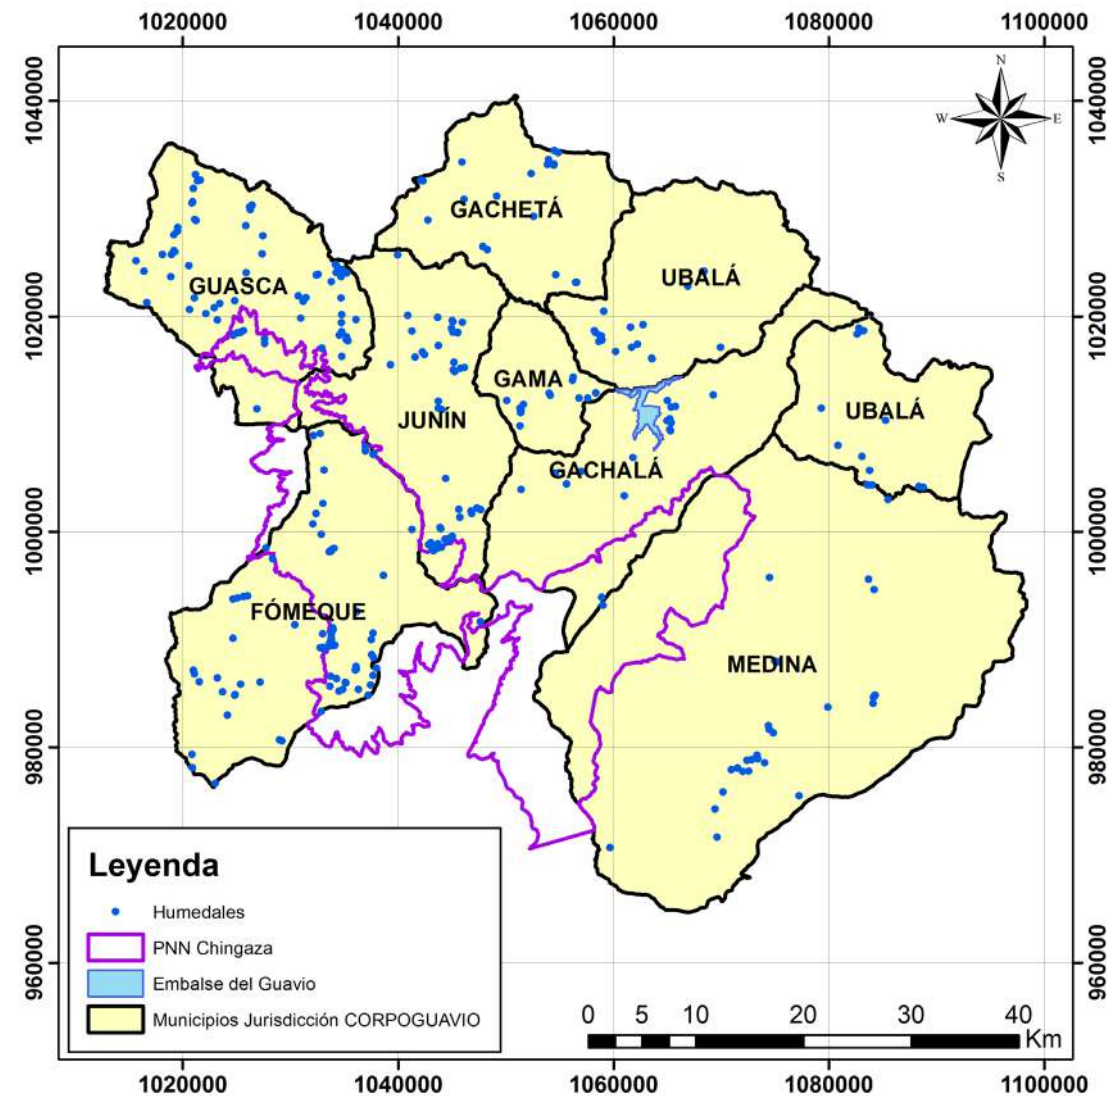 1020000 1040000 1060000 1080000 1100000
1040000 1040000
N
W E
S
GACHETÁ
UBALÁ
GUASCA
1020000 1020000
GAMA
JUNÍN
UBALÁ
GACHALÁ
1000000 1000000
FÓMEQUE
MEDINA
980000 980000
Leyenda
Humedales
PNN Chingaza
Embalse del Guavio
Municipios Jurisdicción CORPOGUAVIO
960000 960000
0 5 10 20 30 40
Km
1020000 1040000 1060000 1080000 1100000